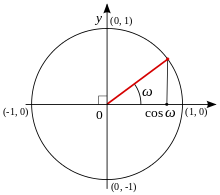 y
(0, 1)
ω
(-1, 0)
0
cos ω
(1, 0)
x
(0, -1)